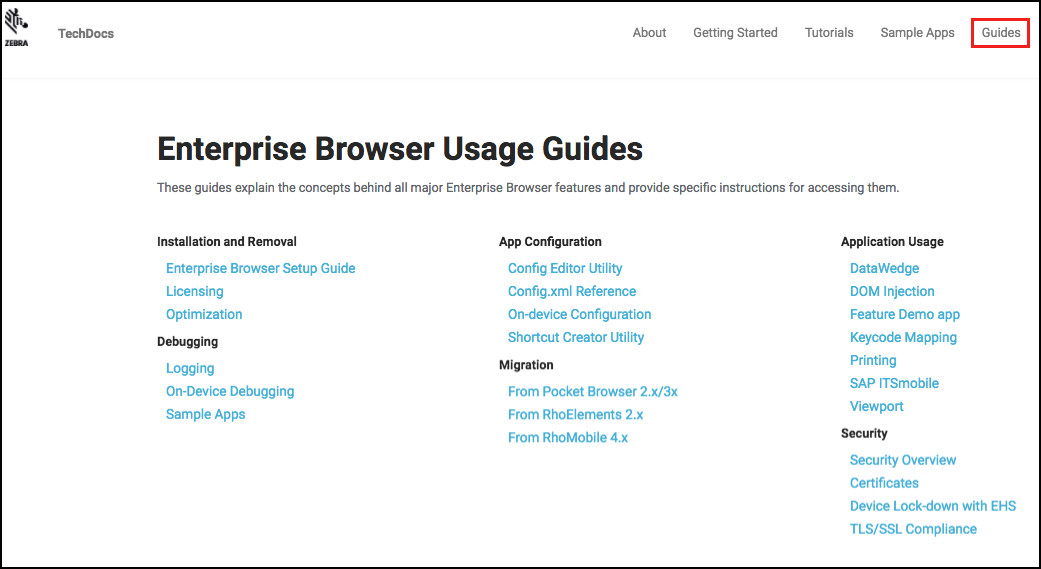 ZEBRA
TechDocs
About
Getting Started
Tutorials
Sample Apps
Guides
Enterprise Browser Usage Guides
These guides explain the concepts behind all major Enterprise Browser features and provide specific instructions for accessing them.
Installation and Removal
Enterprise Browser Setup Guide
Licensing
Optimization
Debugging
Logging
On-Device Debugging
Sample Apps
App Configuration
Config Editor Utility
Config.xml Reference
On-device Configuration
Shortcut Creator Utility
Migration
From Pocket Browser 2.x/3x
From RhoElements 2.x
From RhoMobile 4.x
Application Usage
DataWedge
DOM Injection
Feature Demo app
Keycode Mapping
Printing
SAP ITSmobile
Viewport
Security
Security Overview
Certificates
Device Lock-down with EHS
TLS/SSL Compliance